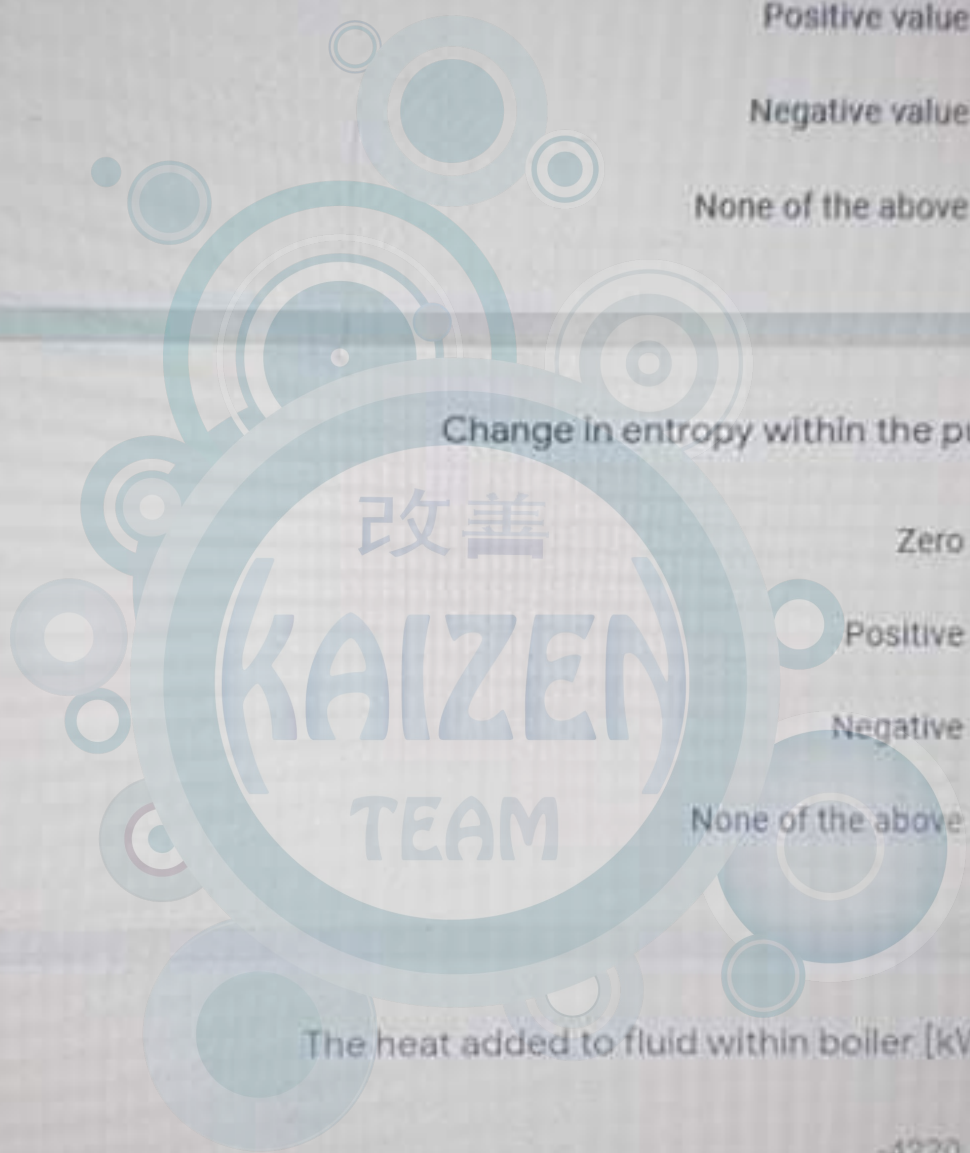 Positive value
Negative value
None of the above
Change in entropy within the
改善
Zero
KAIZEN
Positive
Negative
TEAM
None of the above
The heat added to fluid within boiler